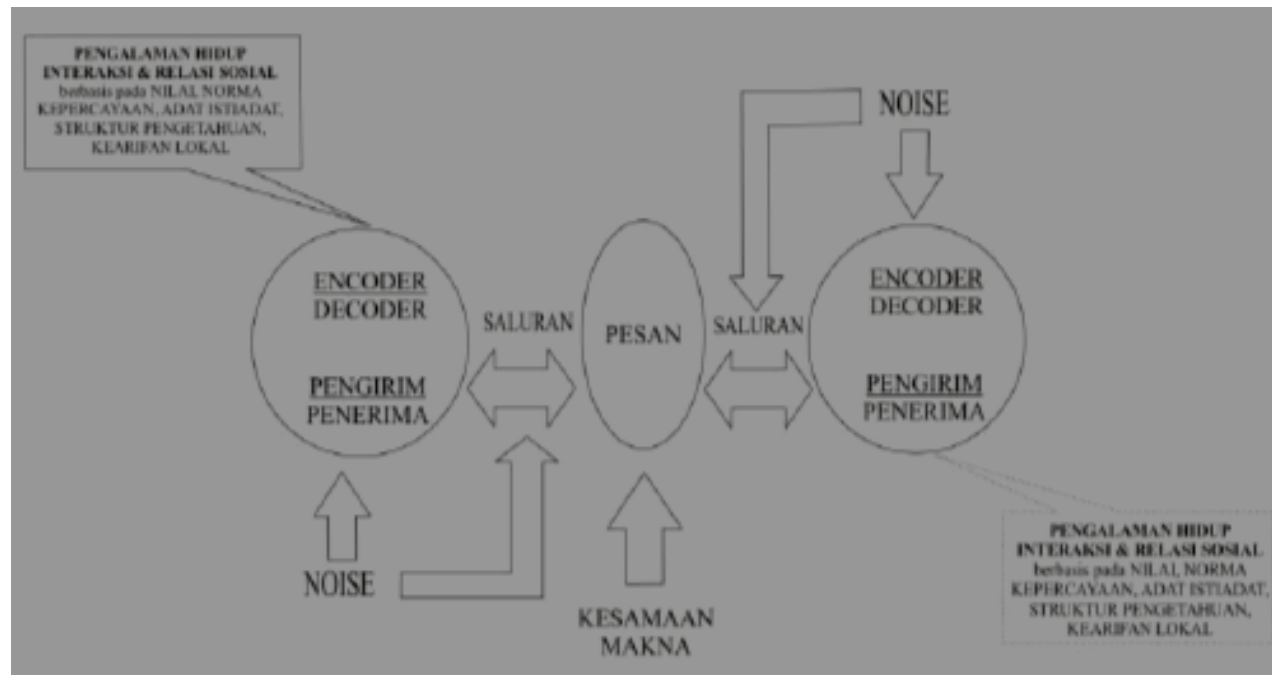 PENGALAMAN HIDUP
INTERAKSI & RELASI SOSIAL
berbasis pada NILAI, NORMA
KEPERCAYAAN, ADAT ISTIADAT,
STRUKTUR PENGETAHUAN,
KEARIFAN LOKAL
NOISE
ENCODER
DECODER
PENGIRIM
PENERIMA
SALURAN
PESAN
SALURAN
ENCODER
DECODER
PENGIRIM
PENERIMA
NOISE
KESAMAAN
MAKNA
PENGALAMAN HIDUP
INTERAKSI & RELASI SOSIAL
berbasis pada NILAI, NORMA
KEPERCAYAAN, ADAT ISTIADAT,
STRUKTUR PENGETAHUAN,
KEARIFAN LOKAL